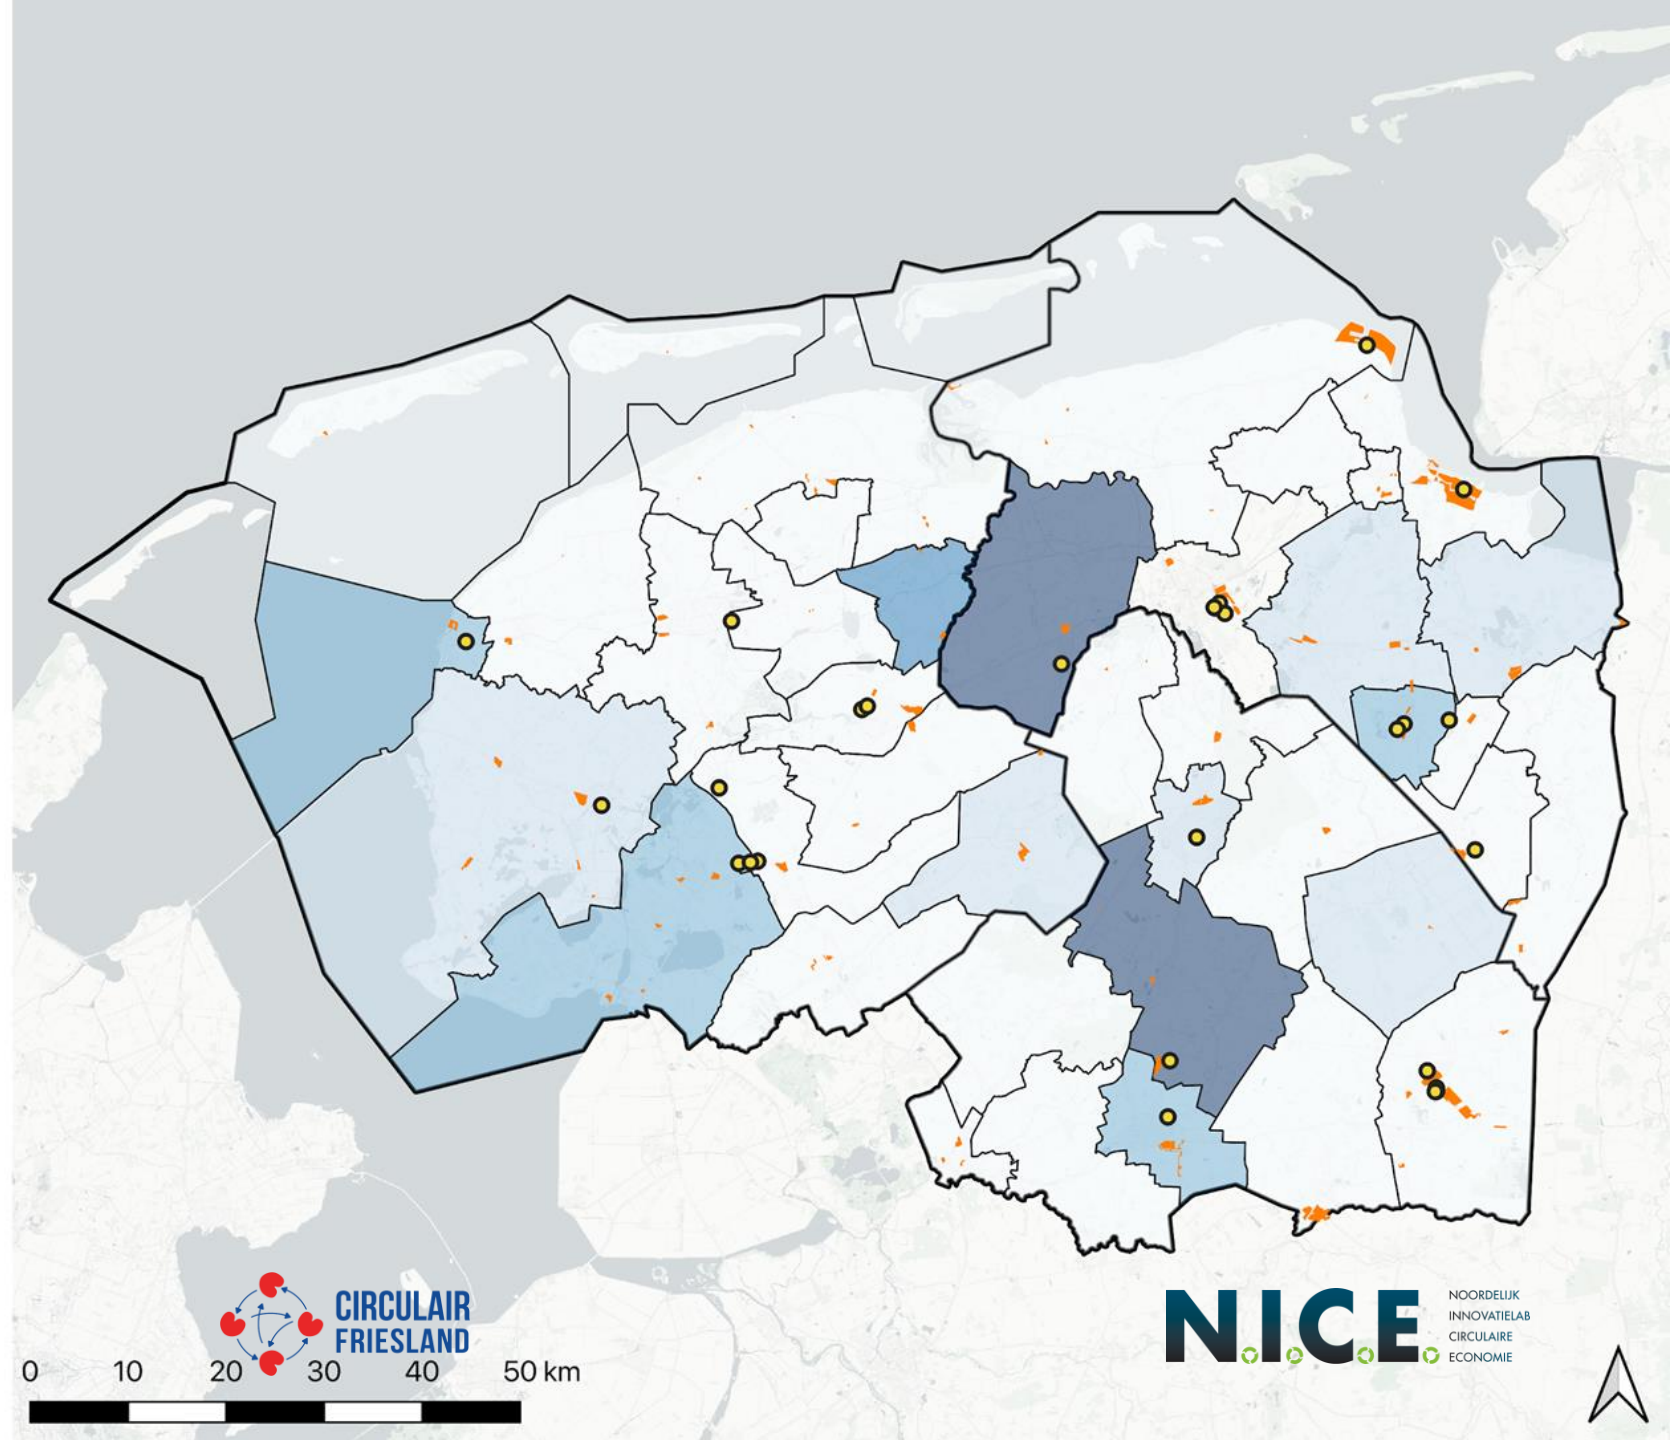 CIRCULAIR
FRIESLAND
N.I.C.E.
NOORDELIJK
INNOVATIELAB
CIRCULAIRE
ECONOMIE
0 10 20 30 40 50 km